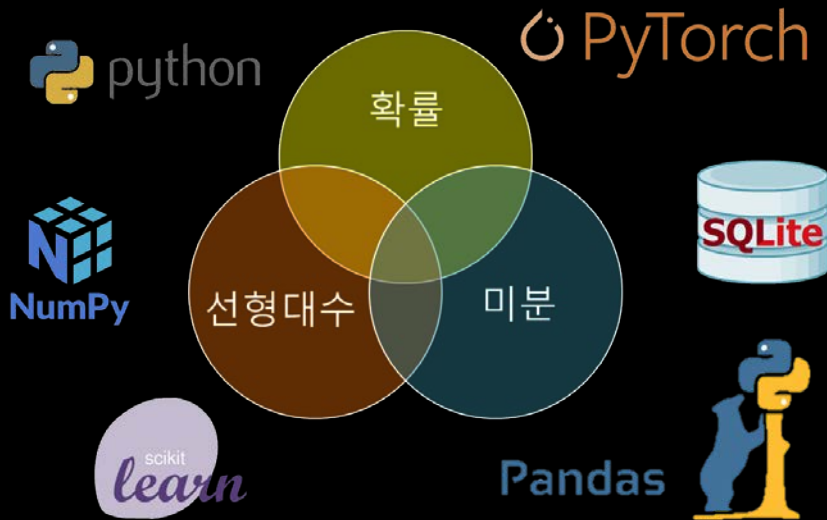 python
PyTorch
확률
NumPy
SQLite
선형대수
미분
scikit
learn
Pandas